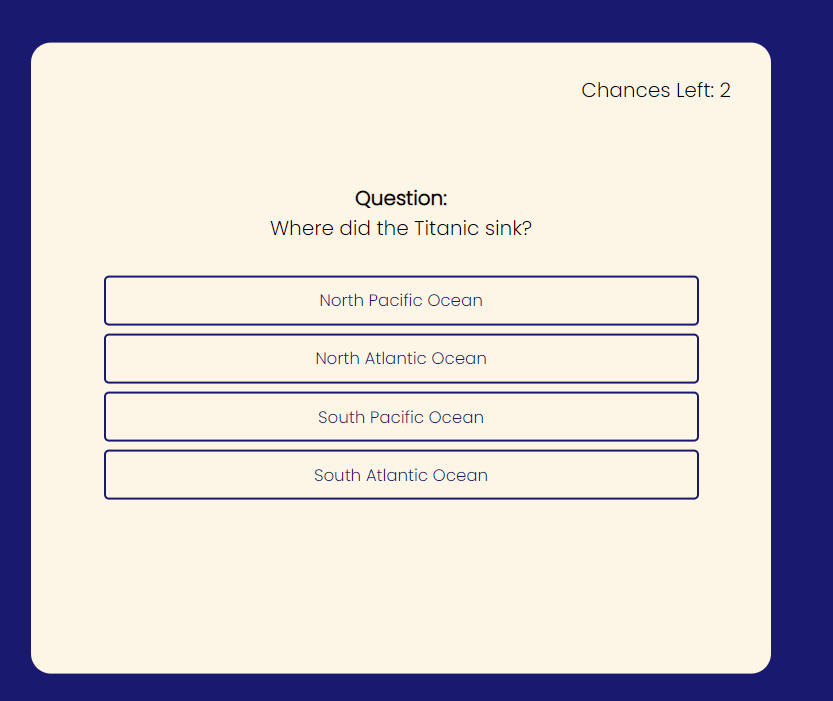 Chances Left: 2
Question:
Where did the Titanic sink?
North Pacific Ocean
North Atlantic Ocean
South Pacific Ocean
South Atlantic Ocean